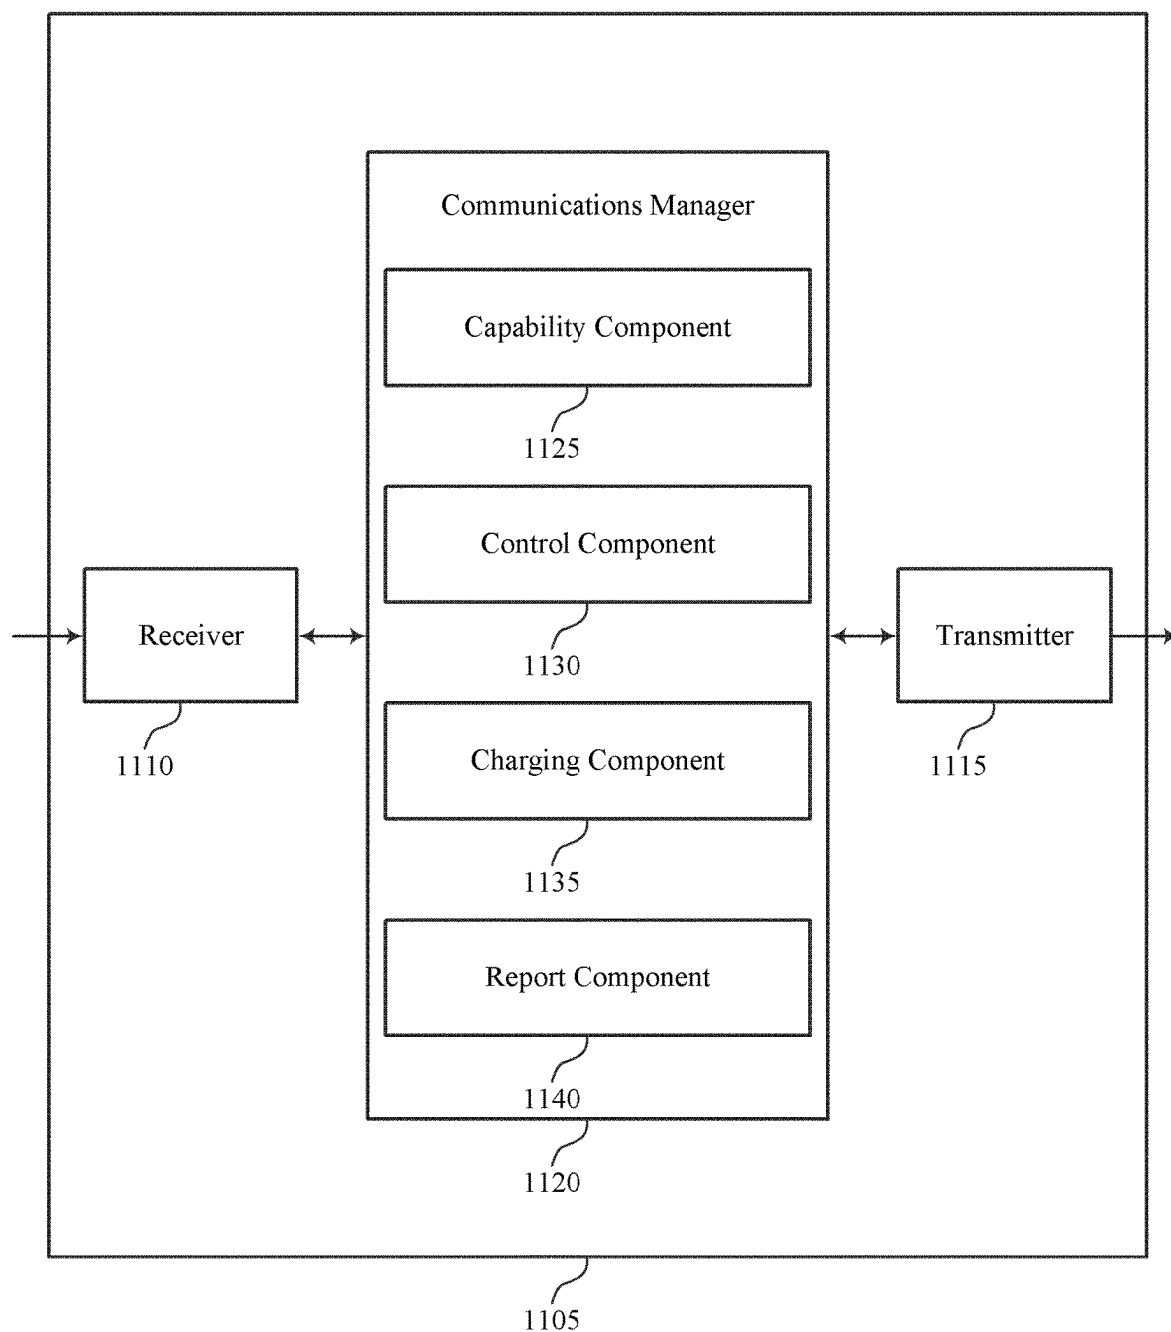 Communications Manager
Capability Component
1125
Control Component
1130
Receiver
1110
Transmitter
1115
Charging Component
1135
Report Component
1140
1120
1105